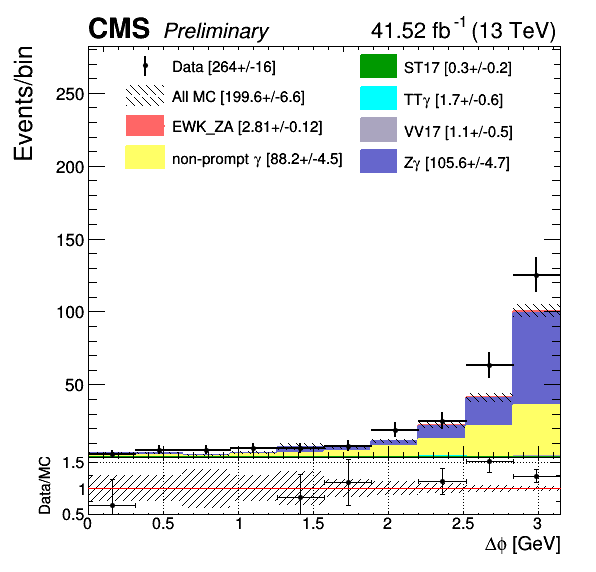 CMS Preliminary 41.52 fb⁻¹ (13 TeV)
Events/bin
Data [264+/-16]
All MC [199.6+/-6.6]
EWK_ZA [2.81+/-0.12]
non-prompt γ [88.2+/-4.5]
ST17 [0.3+/-0.2]
TTγ [1.7+/-0.6]
VV17 [1.1+/-0.5]
Zγ [105.6+/-4.7]
250
200
150
100
50
Data/MC
1.5
1
0.5
0 0.5 1 1.5 2 2.5 3
Δϕ [GeV]